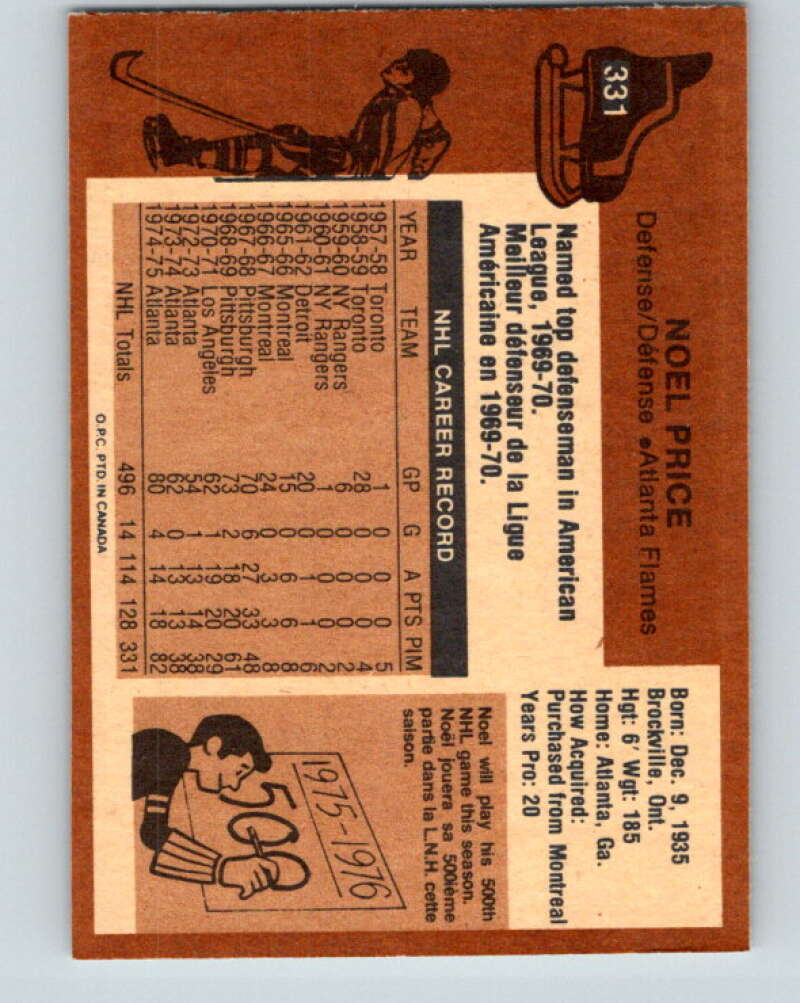 331
NOEL PRICE
Defense/Défense •Atlanta Flames
Named top defenseman in American
League, 1969-70.
Meilleur défenseur de la Ligue
Américaine en 1969-70.
Born: Dec. 9, 1935
Brockville, Ont.
Hgt: 6' Wgt: 185
Home: Atlanta, Ga.
How Acquired:
Purchased from Montreal
Years Pro: 20
NHL CAREER RECORD
YEAR TEAM GP G A PTS PIM
1957-58 Toronto 1 0 0 0 5
1958-59 Toronto 28 0 0 0 4
1959-60 NY Rangers 6 0 0 0 2
1960-61 NY Rangers 1 0 0 0 2
1961-62 Detroit 20 0 1 1 6
1965-66 Montreal 15 0 6 6 8
1966-67 Montreal 24 0 3 3 8
1967-68 Pittsburgh 70 6 27 33 48
1968-69 Pittsburgh 73 2 18 20 61
1970-71 Los Angeles 62 1 19 20 29
1972-73 Atlanta 54 1 13 14 38
1973-74 Atlanta 62 0 13 13 38
1974-75 Atlanta 80 4 14 18 82
NHL Totals 496 14 114 128 331
O.P.C. PTD. IN CANADA
Noel will play his 500th
NHL game this season.
Noël jouera sa 500ième
partie dans la L.N.H. cette
saison.
1975-1976
500